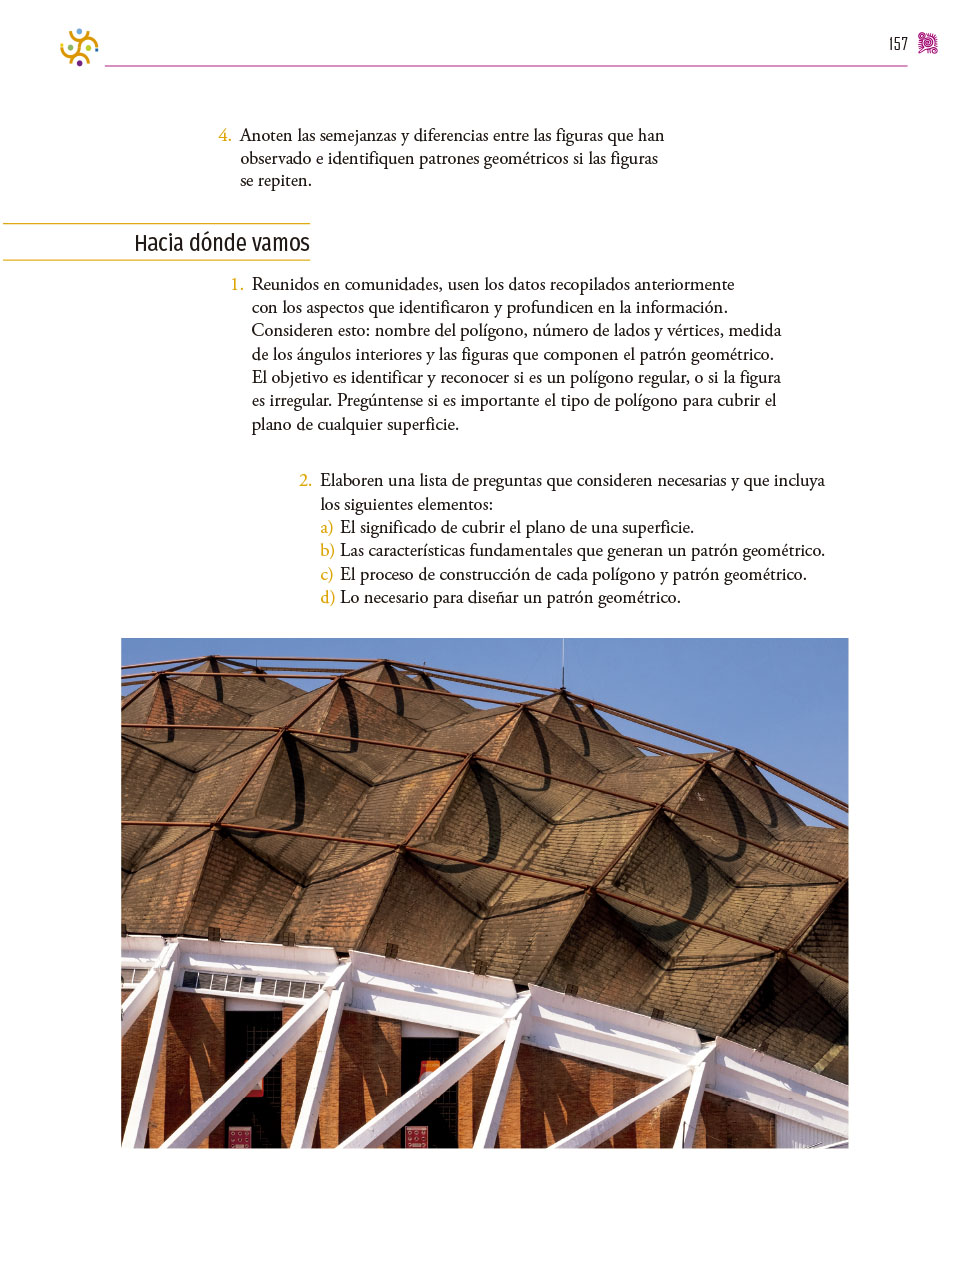 157
4. Anoten las semejanzas y diferencias entre las figuras que han
observado e identifiquen patrones geométricos si las figuras
se repiten.
Hacia dónde vamos
1. Reunidos en comunidades, usen los datos recopilados anteriormente
con los aspectos que identificaron y profundicen en la información.
Consideren esto: nombre del polígono, número de lados y vértices, medida
de los ángulos interiores y las figuras que componen el patrón geométrico.
El objetivo es identificar y reconocer si es un polígono regular, o si la figura
es irregular. Pregúntense si es importante el tipo de polígono para cubrir el
plano de cualquier superficie.
2. Elaboren una lista de preguntas que consideren necesarias y que incluya
los siguientes elementos:
a) El significado de cubrir el plano de una superficie.
b) Las características fundamentales que generan un patrón geométrico.
c) El proceso de construcción de cada polígono y patrón geométrico.
d) Lo necesario para diseñar un patrón geométrico.